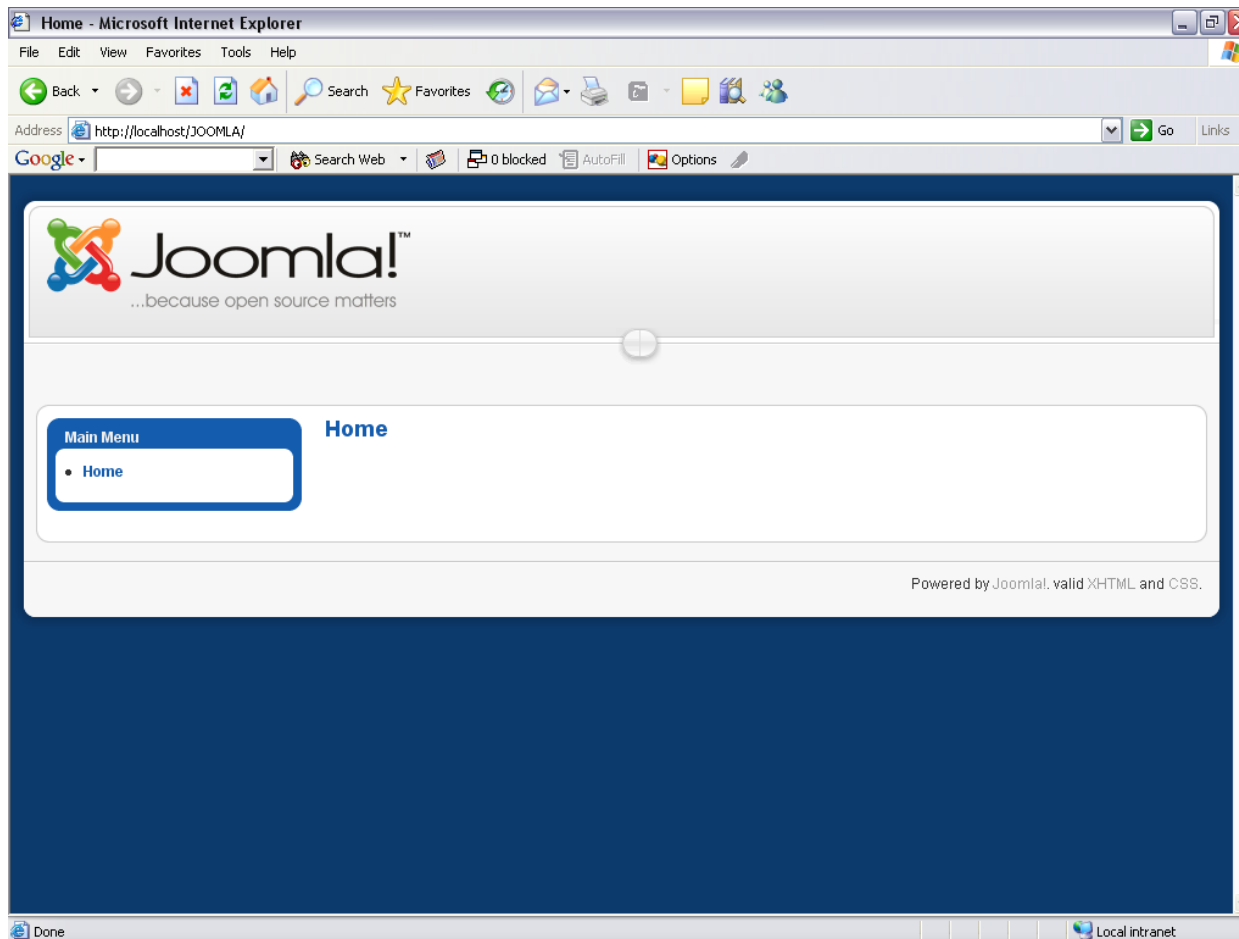 Home - Microsoft Internet Explorer
File Edit View Favorites Tools Help
Back Search Favorites
Address http://localhost/JOOMLA/ Go Links
Google Search Web 0 blocked AutoFill Options
Joomla!™
...because open source matters
Main Menu
Home
Home
Powered by Joomla!. valid XHTML and CSS.
Done Local intranet